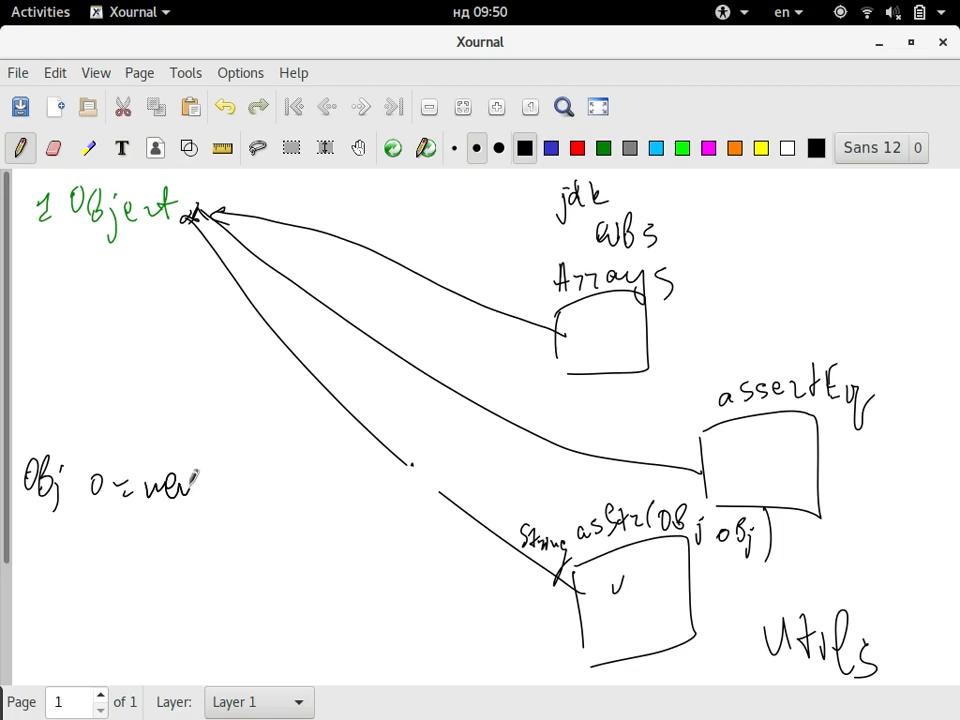 Activities Xournal нд 09:50 en
Xournal
File Edit View Page Tools Options Help
Sans 12 0
1 Object
jdk
abs
Arrays
assertEq
Obj o = new
String asStr(Obj obj)
Utils
Page 1 of 1 Layer: Layer 1